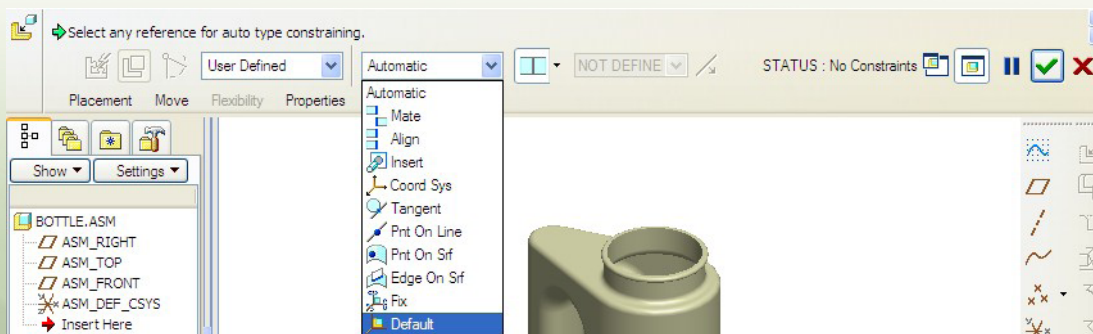 Select any reference for auto type constraining.
User Defined
Automatic
NOT DEFINE
STATUS : No Constraints
Placement Move Flexibility Properties
Automatic
Mate
Align
Insert
Coord Sys
Tangent
Pnt On Line
Pnt On Srf
Edge On Srf
Fix
Default
Show Settings
BOTTLE.ASM
ASM_RIGHT
ASM_TOP
ASM_FRONT
ASM_DEF_CSYS
Insert Here